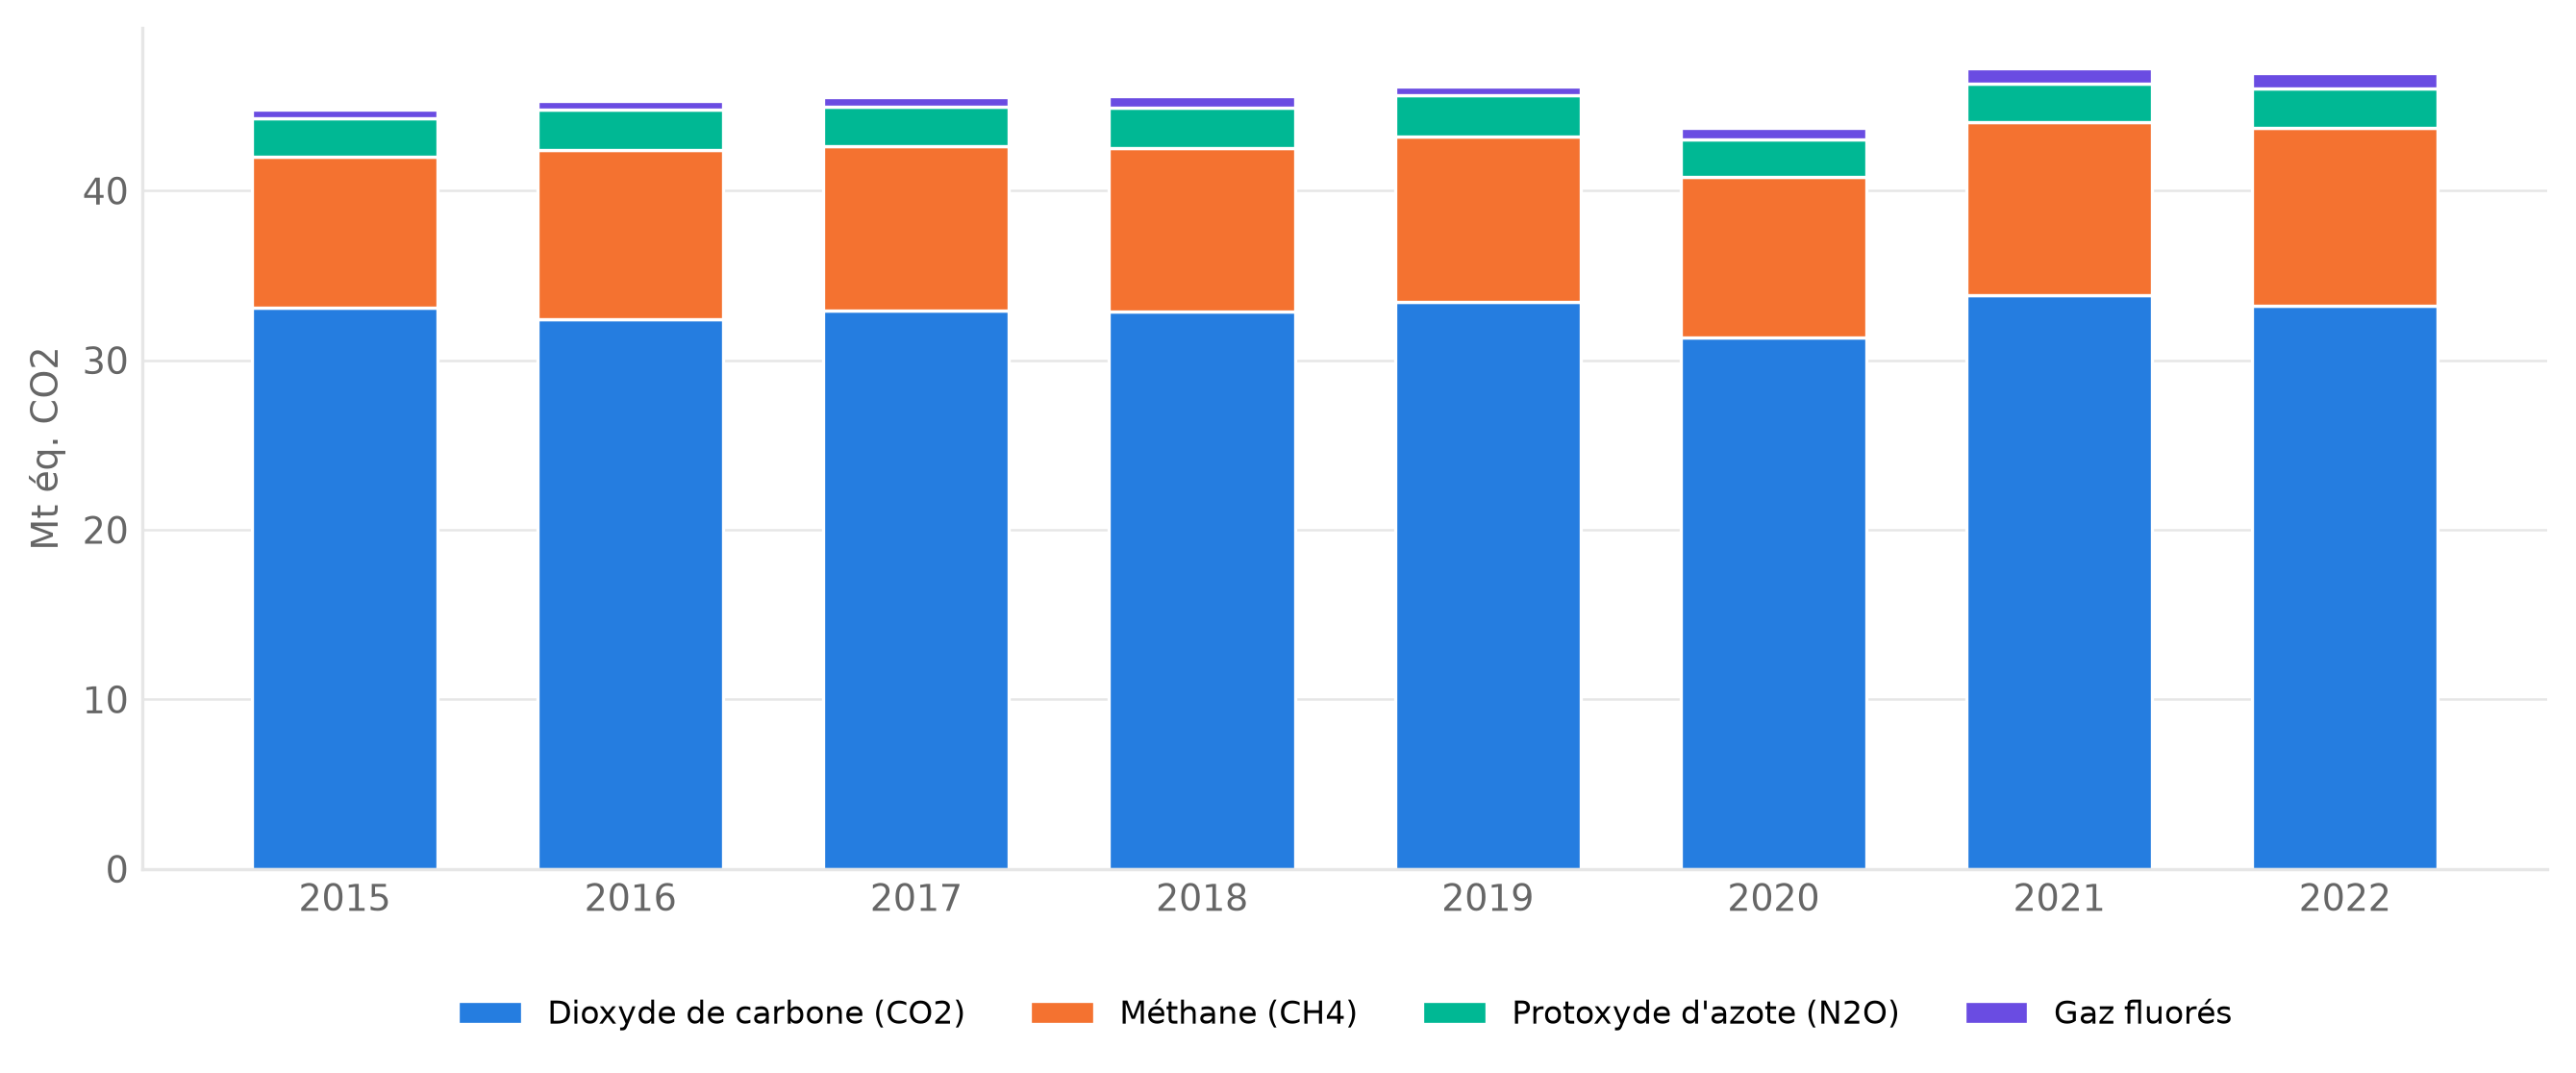 Mt éq. CO2
40
30
20
10
0
2015 2016 2017 2018 2019 2020 2021 2022
Dioxyde de carbone (CO2) Méthane (CH4) Protoxyde d'azote (N2O) Gaz fluorés